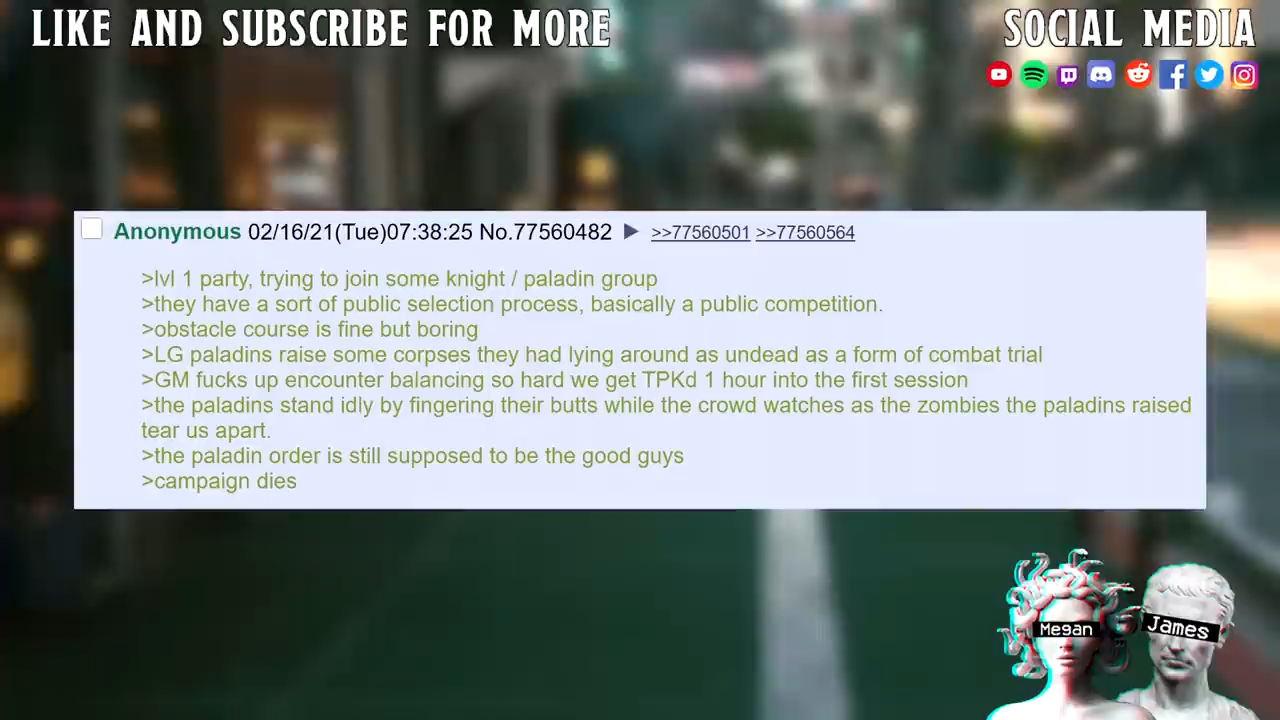 LIKE AND SUBSCRIBE FOR MORE
SOCIAL MEDIA
Anonymous 02/16/21(Tue)07:38:25 No.77560482 ▶ >>77560501 >>77560564
>lvl 1 party, trying to join some knight / paladin group
>they have a sort of public selection process, basically a public competition.
>obstacle course is fine but boring
>LG paladins raise some corpses they had lying around as undead as a form of combat trial
>GM fucks up encounter balancing so hard we get TPKd 1 hour into the first session
>the paladins stand idly by fingering their butts while the crowd watches as the zombies the paladins raised
tear us apart.
>the paladin order is still supposed to be the good guys
>campaign dies
Megan
James